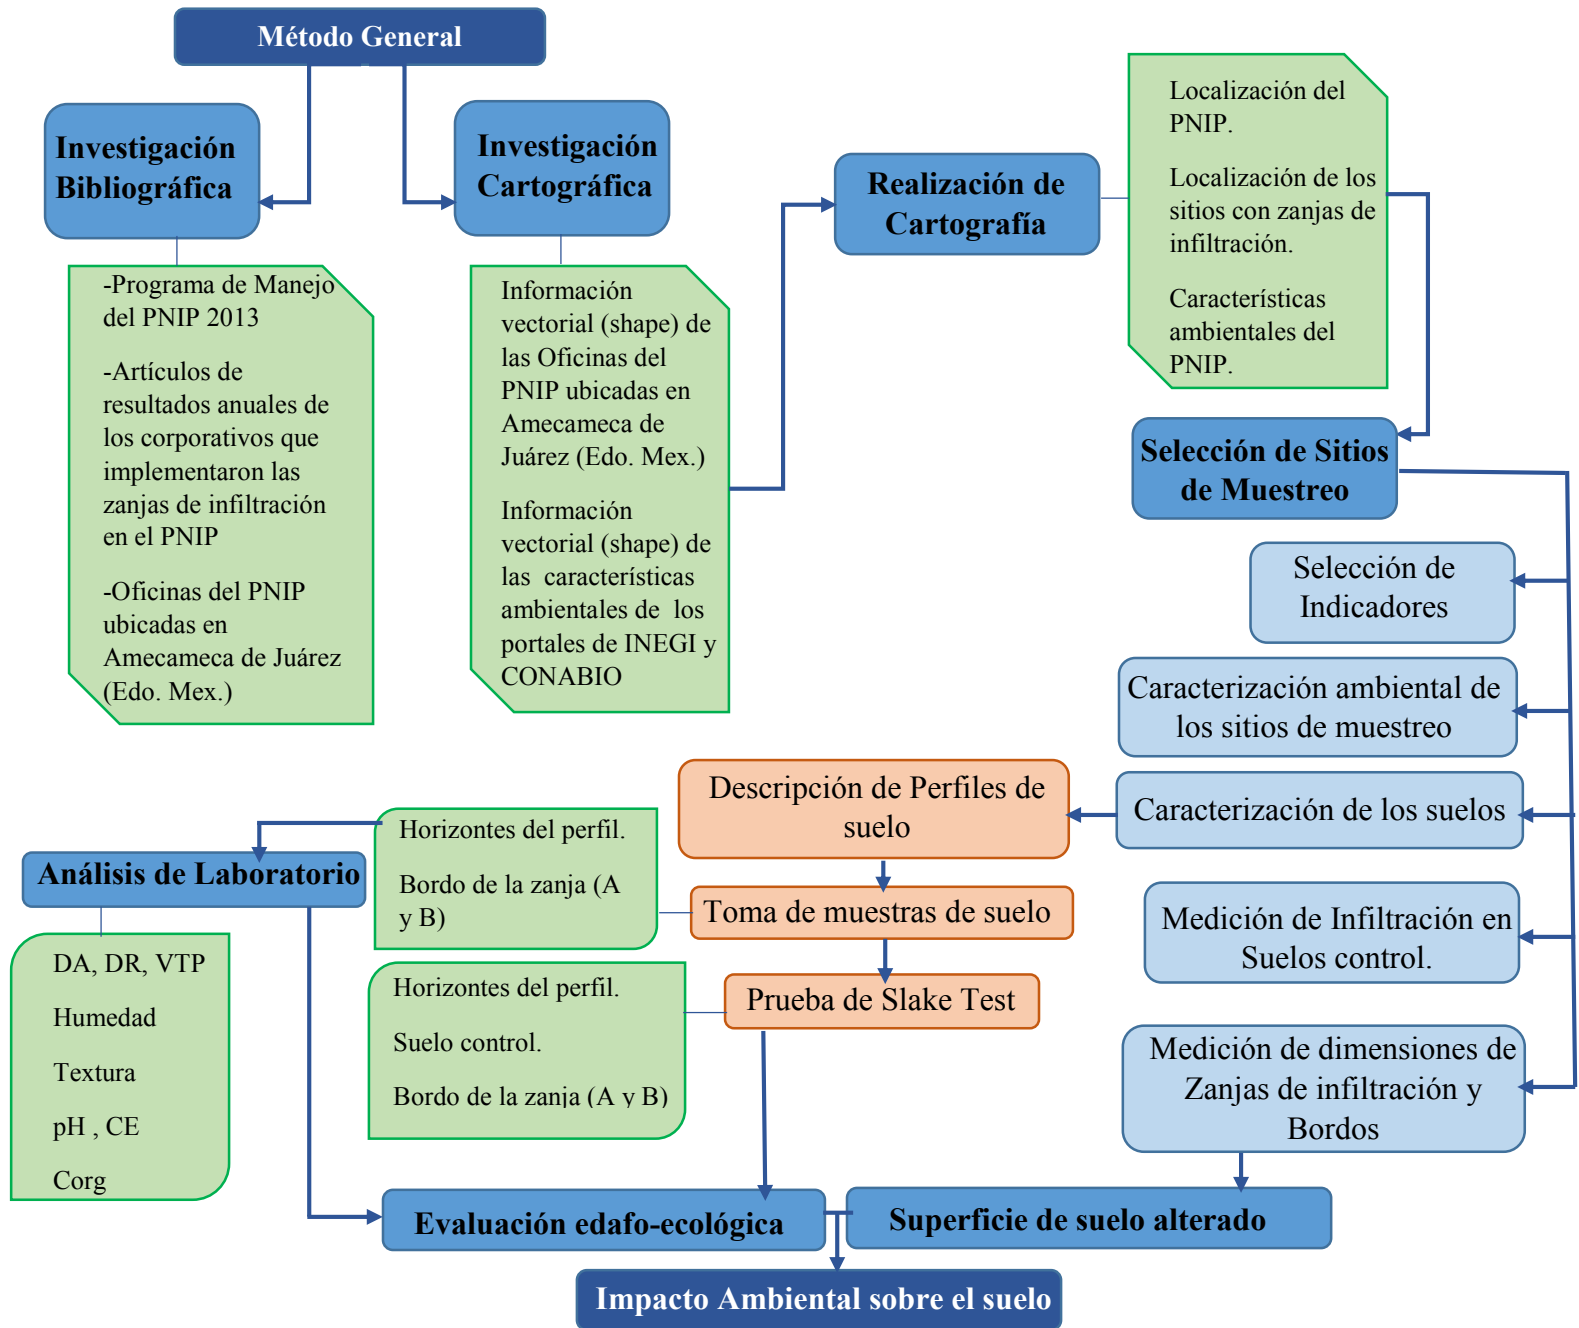 Método General
Investigación
Bibliográfica
Investigación
Cartográfica
-Programa de Manejo
del PNIP 2013
-Artículos de
resultados anuales de
los corporativos que
implementaron las
zanjas de infiltración
en el PNIP
-Oficinas del PNIP
ubicadas en
Amecameca de Juárez
(Edo. Mex.)
Información
vectorial (shape) de
las Oficinas del
PNIP ubicadas en
Amecameca de
Juárez (Edo. Mex.)
Información
vectorial (shape) de
las características
ambientales de los
portales de INEGI y
CONABIO
Realización de
Cartografía
Localización del
PNIP.
Localización de los
sitios con zanjas de
infiltración.
Características
ambientales del
PNIP.
Selección de Sitios
de Muestreo
Selección de
Indicadores
Caracterización ambiental de
los sitios de muestreo
Caracterización de los suelos
Medición de Infiltración en
Suelos control.
Medición de dimensiones de
Zanjas de infiltración y
Bordos
Descripción de Perfiles de
suelo
Toma de muestras de suelo
Prueba de Slake Test
Horizontes del perfil.
Bordo de la zanja (A
y B)
Horizontes del perfil.
Suelo control.
Bordo de la zanja (A y B)
Análisis de Laboratorio
DA, DR, VTP
Humedad
Textura
pH , CE
Corg
Evaluación edafo-ecológica
Superficie de suelo alterado
Impacto Ambiental sobre el suelo